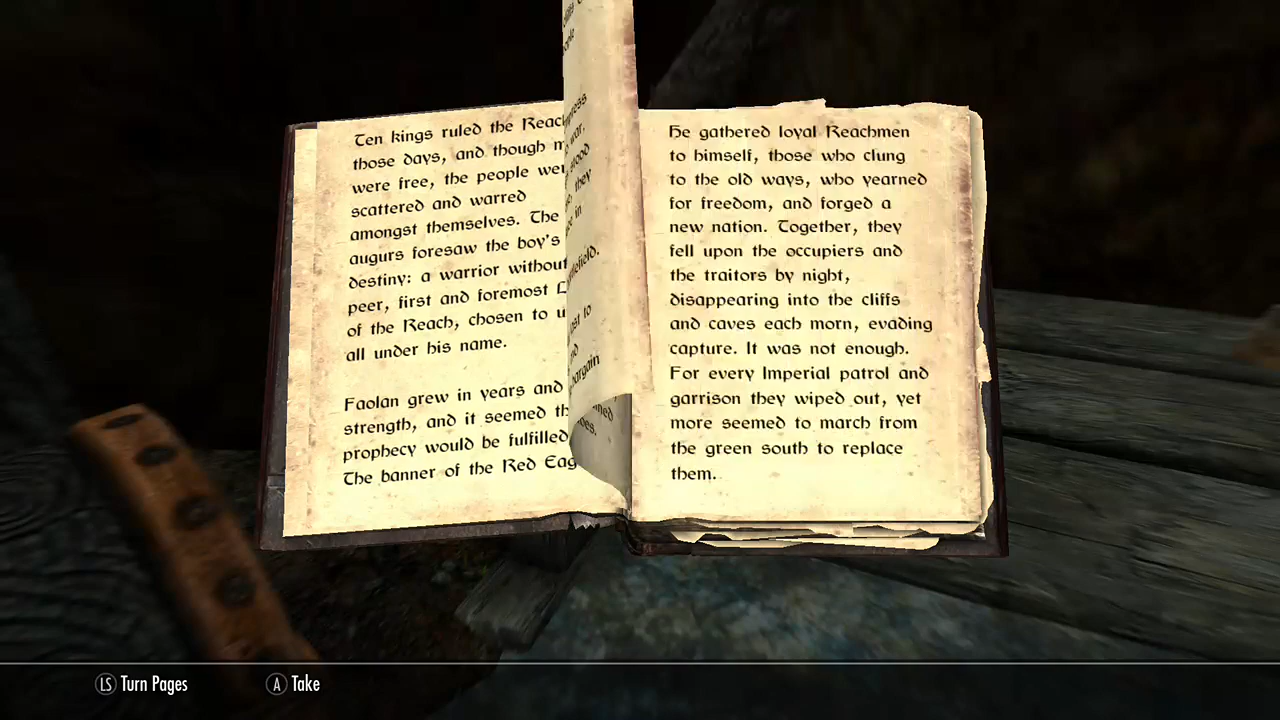 Ten kings ruled the Reach
those days, and though
were free, the people
scattered and warred
amongst themselves. The
augurs foresaw the boy's
destiny: a warrior without
peer, first and foremost
of the Reach, chosen to
all under his name.
Faolan grew in years and
strength, and it seemed
prophecy would be fulfilled
The banner of the Red
stood
they
in
to
bargain
He gathered loyal Reachmen
to himself, those who clung
to the old ways, who yearned
for freedom, and forged a
new nation. Together, they
fell upon the occupiers and
the traitors by night,
disappearing into the cliffs
and caves each morn, evading
capture. It was not enough.
For every Imperial patrol and
garrison they wiped out, yet
more seemed to march from
the green south to replace
them.
LS Turn Pages
A Take